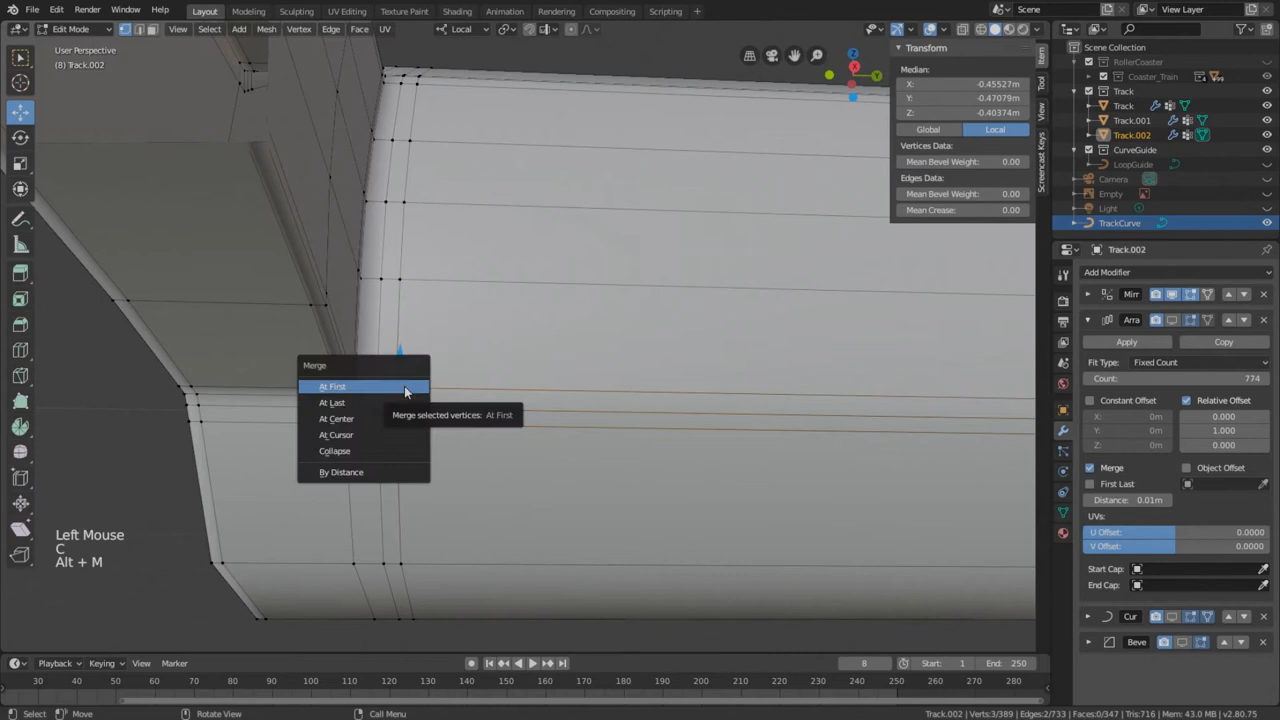 File Edit Render Window Help
Layout Modeling Sculpting UV Editing Texture Paint Shading Animation Rendering Compositing Scripting +
Scene
View Layer
Edit Mode View Select Add Mesh Vertex Edge Face UV
Local
User Perspective
(8) Track.002
Z
X
Y
Transform
Median:
X: -0.45527m
Y: -0.47079m
Z: -0.40374m
Global Local
Vertices Data:
Mean Bevel Weight: 0.00
Edges Data:
Mean Bevel Weight: 0.00
Mean Crease: 0.00
Item
Tool
View
Screencast Keys
Scene Collection
RollerCoaster
Coaster_Train
Track
Track
Track.001
Track.002
CurveGuide
LoopGuide
Camera
Empty
Light
TrackCurve
Track.002
Add Modifier
Mirr
Arra
Apply Copy
Fit Type: Fixed Count
Count: 774
Constant Offset Relative Offset
X: 0m 0.000
Y: 0m 1.000
Z: 0m 0.000
Merge Object Offset
First Last
Distance: 0.01m
UVs:
U Offset: 0.0000
V Offset: 0.0000
Start Cap:
End Cap:
Cur
Beve
Merge
At First
At Last
At Center
At Cursor
Collapse
By Distance
Merge selected vertices: At First
Left Mouse
C
Alt + M
Playback Keying View Marker
8
Start: 1 End: 250
30 40 50 60 70 80 90 100 110 120 130 140 150 160 170 180 190 200 210 220 230 240 250 260 270 280
Select Move Rotate View Call Menu
Track.002 | Verts:3/389 | Edges:2/733 | Faces:0/347 | Tris:716 | Mem: 43.0 MB | v2.80.75